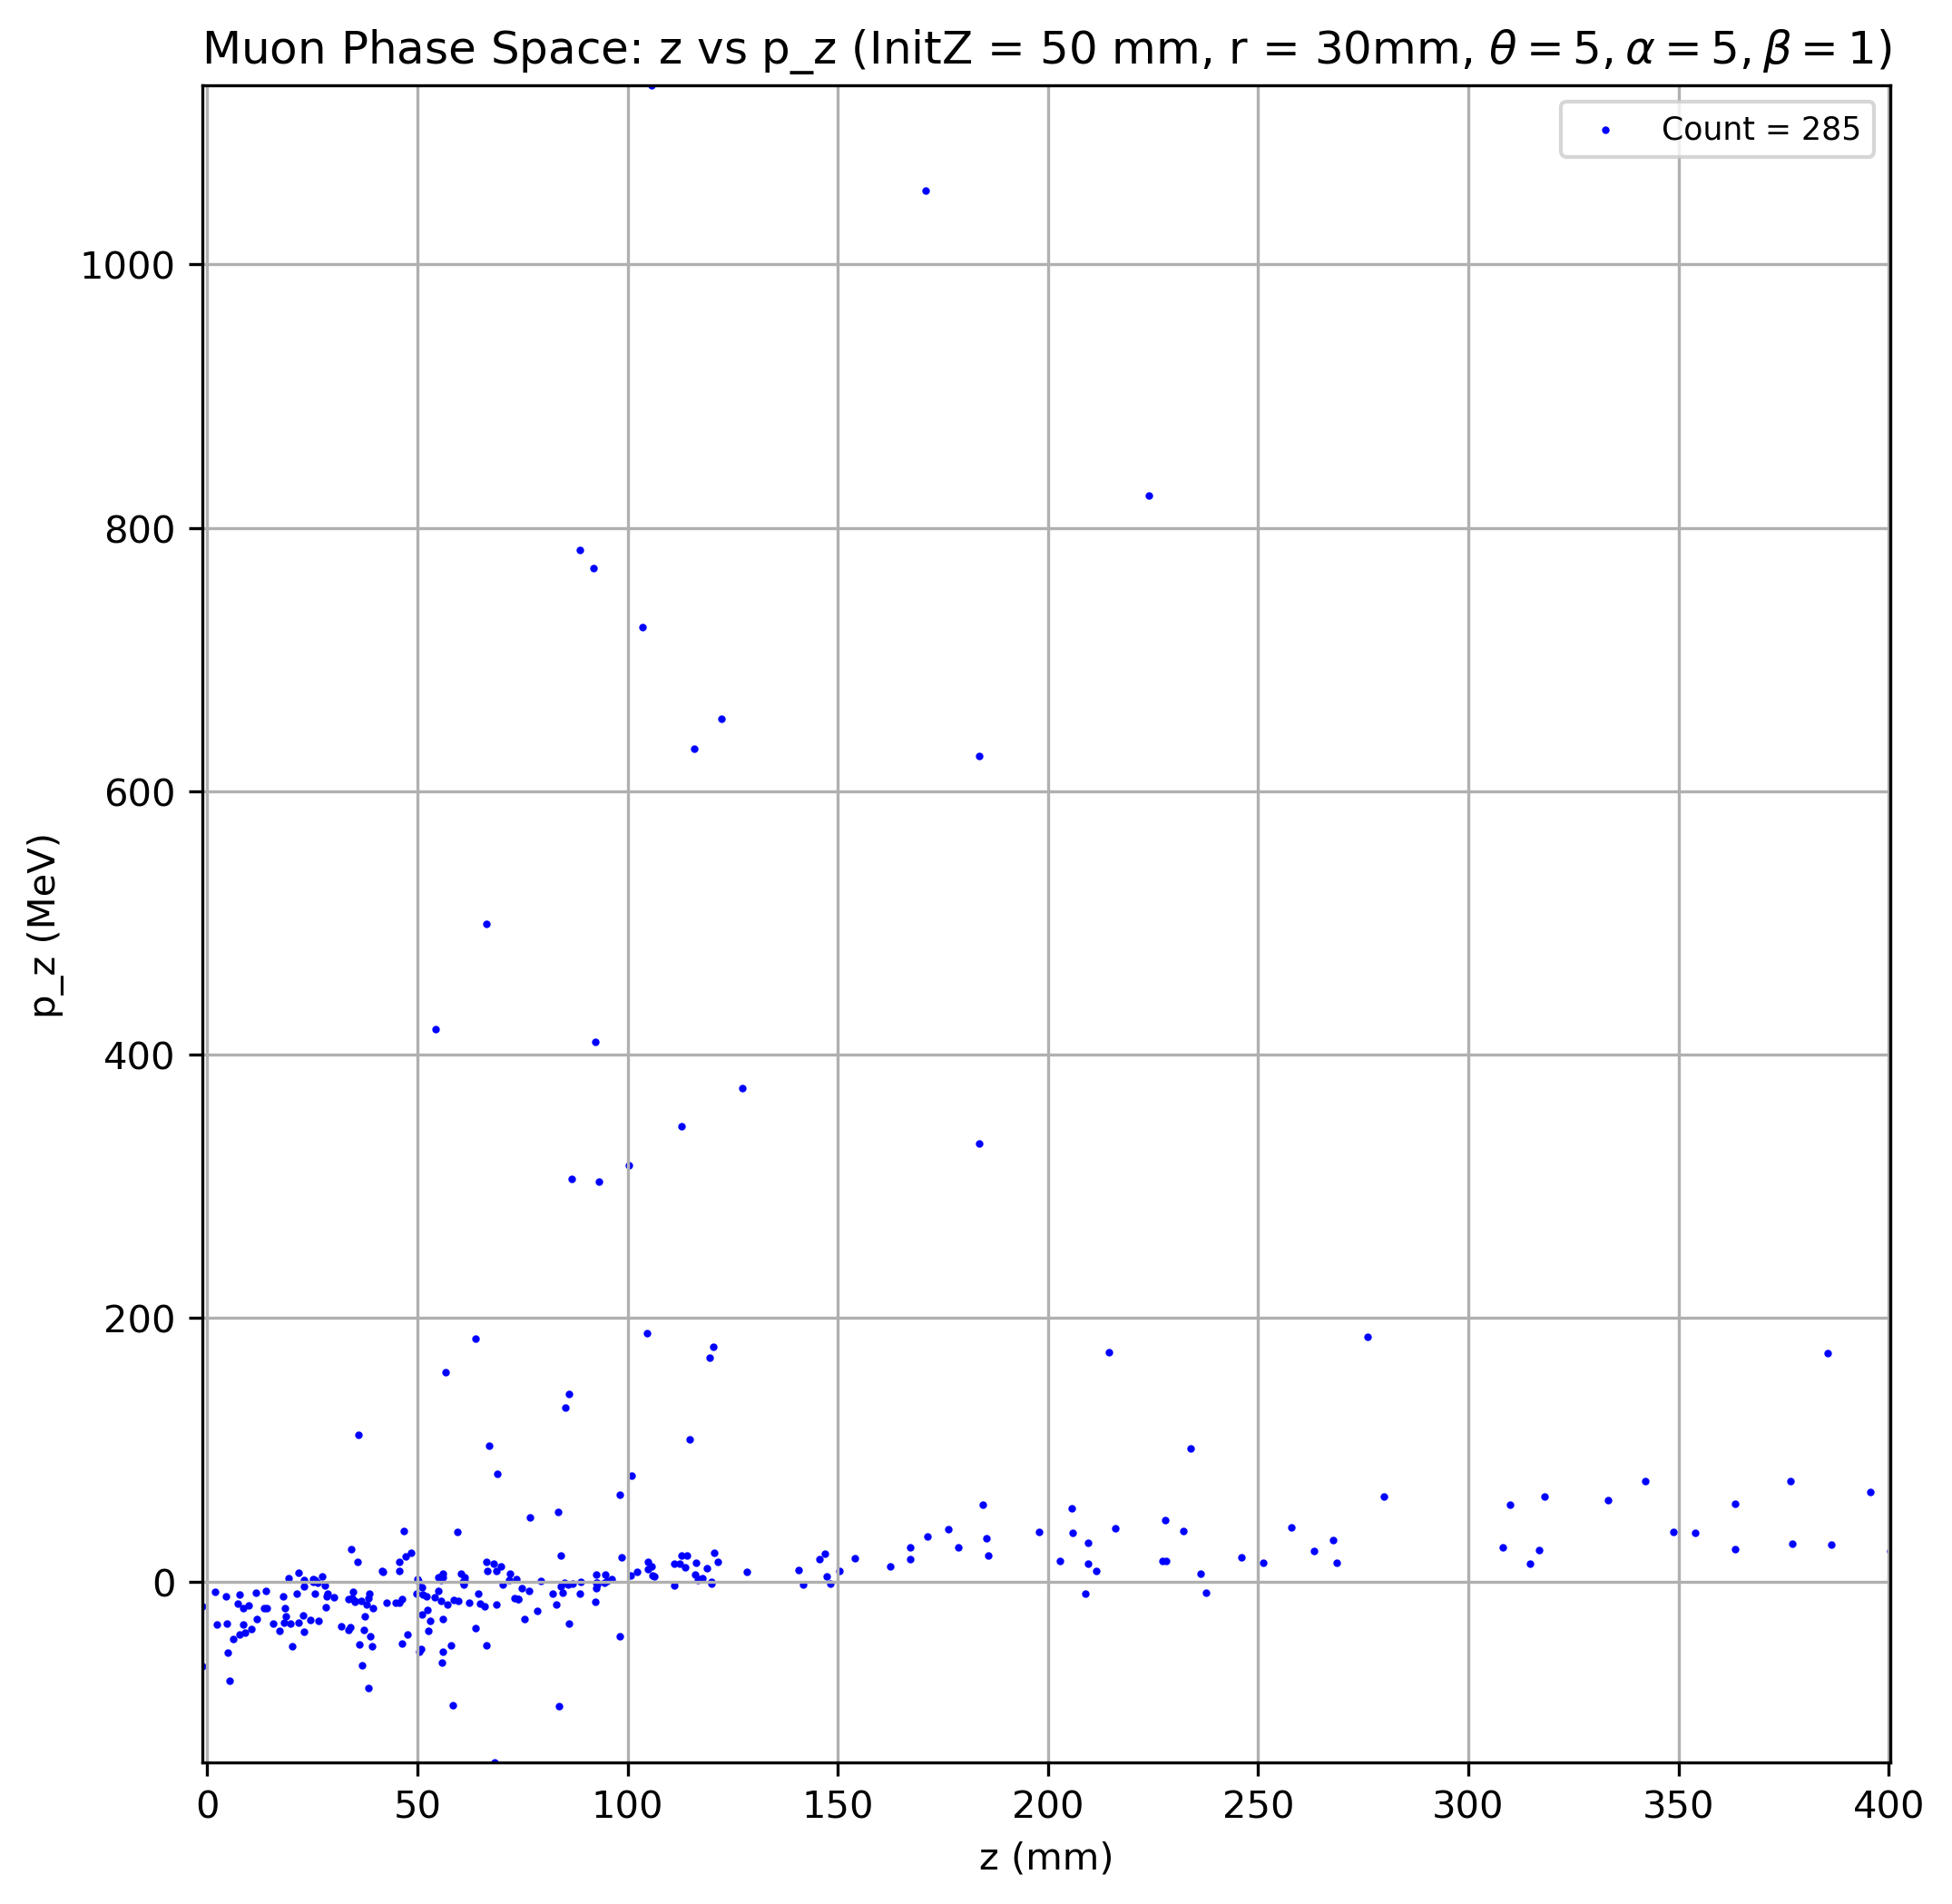 Muon Phase Space: z vs p_z (InitZ = 50 mm, r = 30mm, θ = 5, α = 5, β = 1)
Count = 285
1000
800
600
400
200
0
p_z (MeV)
0 50 100 150 200 250 300 350 400
z (mm)